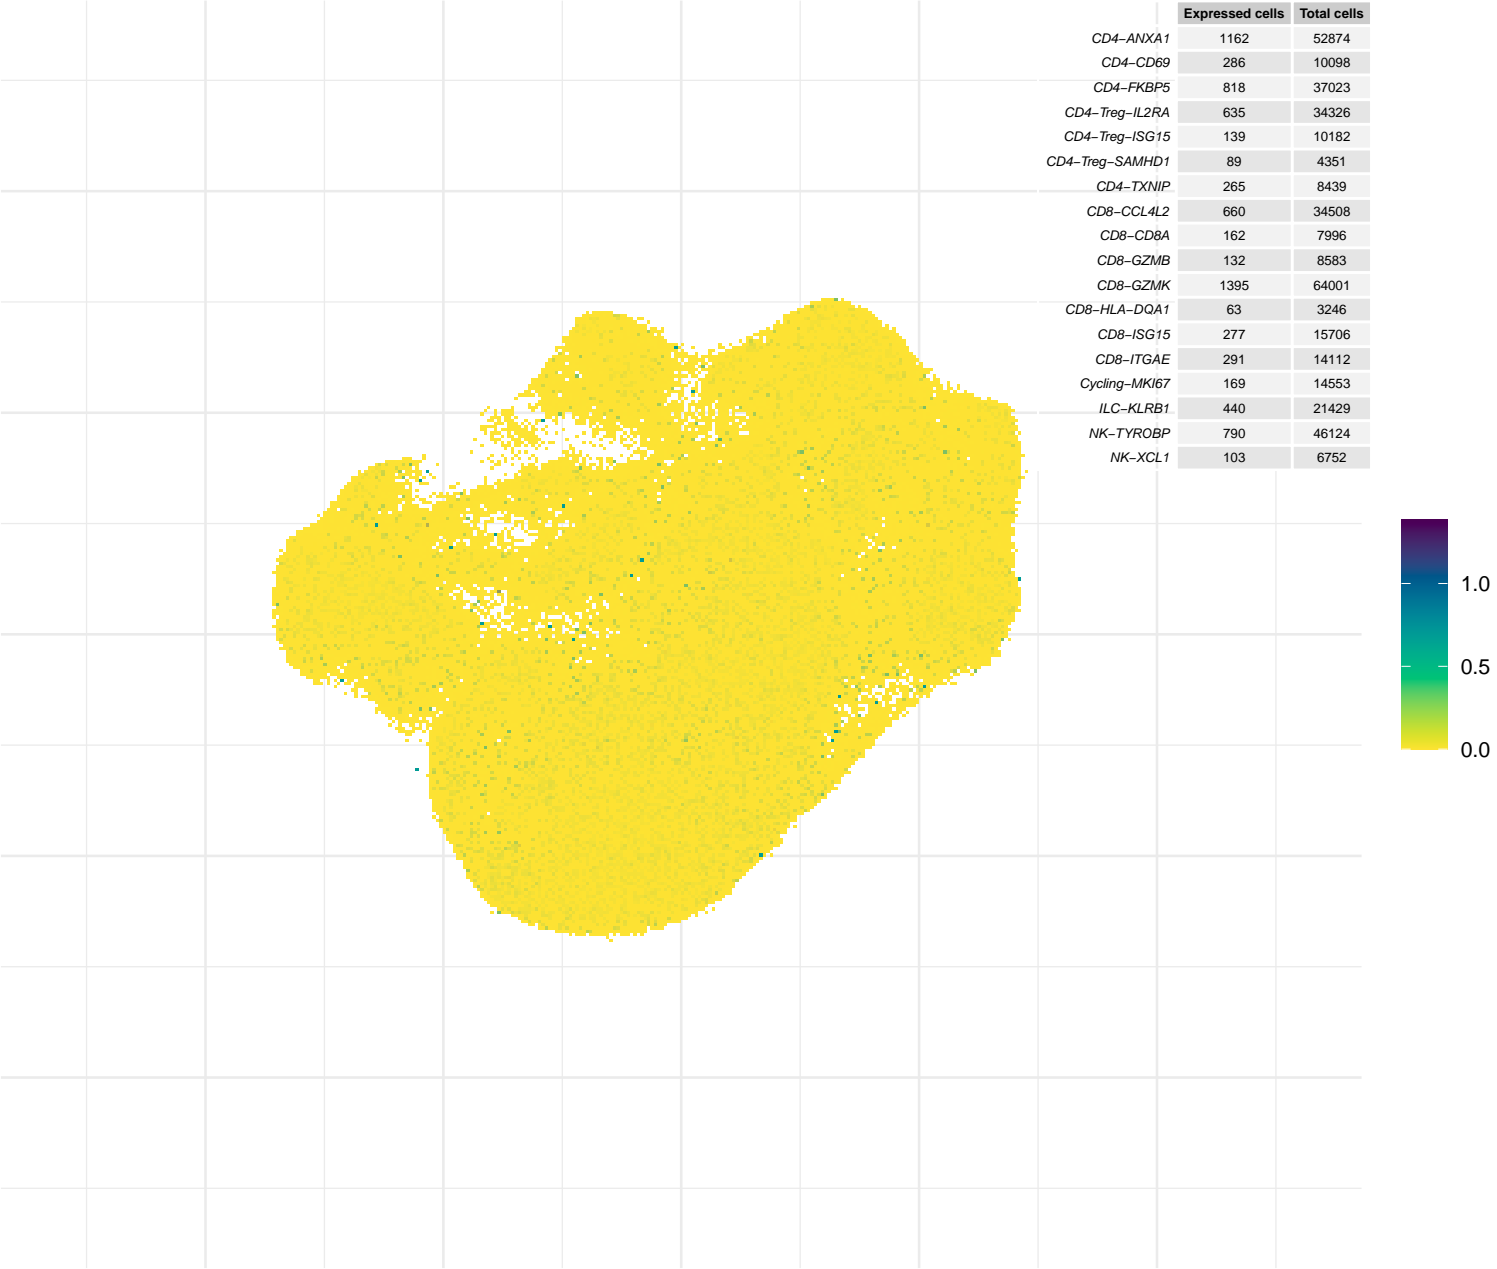 Expressed cells Total cells
CD4−ANXA1 1162 52874
CD4−CD69 286 10098
CD4−FKBP5 818 37023
CD4−Treg−IL2RA 635 34326
CD4−Treg−ISG15 139 10182
CD4−Treg−SAMHD1 89 4351
CD4−TXNIP 265 8439
CD8−CCL4L2 660 34508
CD8−CD8A 162 7996
CD8−GZMB 132 8583
CD8−GZMK 1395 64001
CD8−HLA−DQA1 63 3246
CD8−ISG15 277 15706
CD8−ITGAE 291 14112
Cycling−MKI67 169 14553
ILC−KLRB1 440 21429
NK−TYROBP 790 46124
NK−XCL1 103 6752
1.0
0.5
0.0